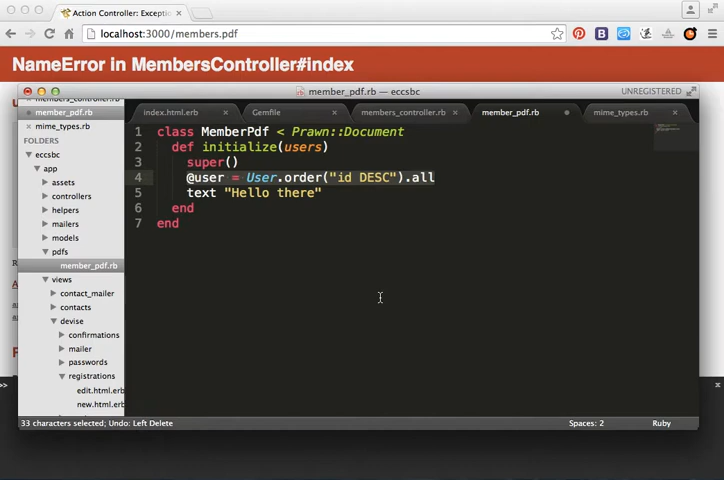 Action Controller: Exceptio
localhost:3000/members.pdf
NameError in MembersController#index
member_pdf.rb — eccsbc
UNREGISTERED
members_controller.rb
member_pdf.rb
mime_types.rb
FOLDERS
eccsbc
app
assets
controllers
helpers
mailers
models
pdfs
member_pdf.rb
views
contact_mailer
contacts
devise
confirmations
mailer
passwords
registrations
edit.html.erb
new.html.erb
index.html.erb
Gemfile
members_controller.rb
member_pdf.rb
mime_types.rb
1 class MemberPdf < Prawn::Document
2 def initialize(users)
3 super()
4 @user = User.order("id DESC").all
5 text "Hello there"
6 end
7 end
33 characters selected; Undo: Left Delete
Spaces: 2
Ruby
>>